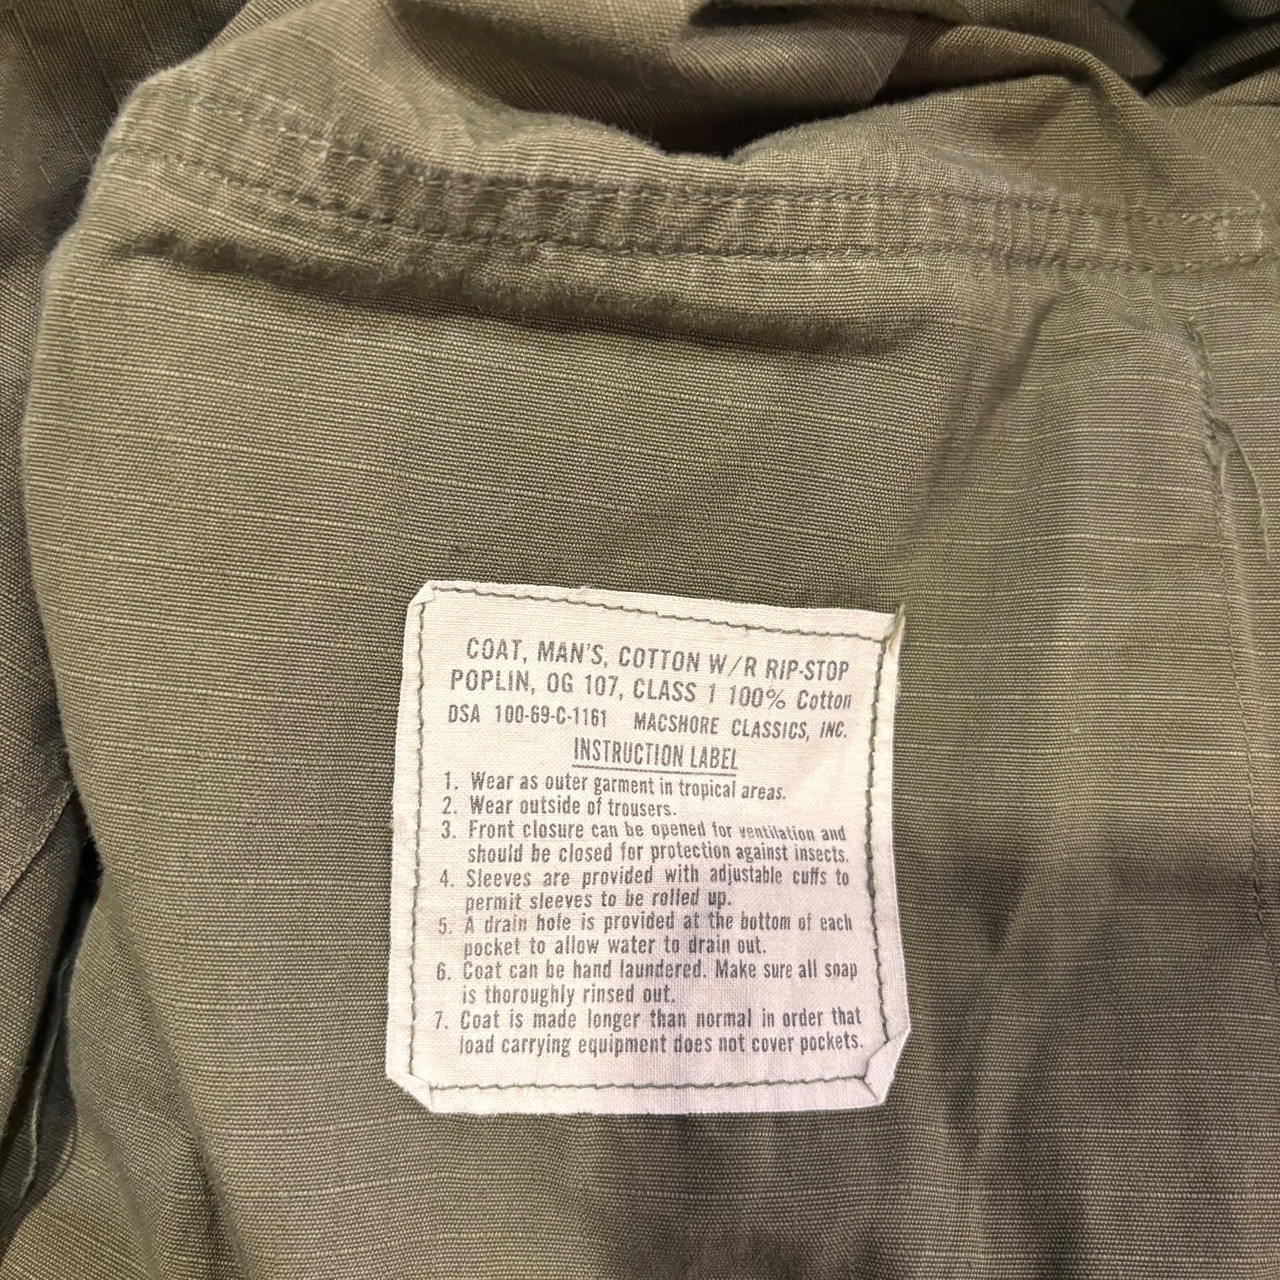 COAT, MAN'S, COTTON W/R RIP-STOP
POPLIN, OG 107, CLASS 1 100% Cotton
DSA 100-69-C-1161 MACSHORE CLASSICS, INC.
INSTRUCTION LABEL
1. Wear as outer garment in tropical areas.
2. Wear outside of trousers.
3. Front closure can be opened for ventilation and
should be closed for protection against insects.
4. Sleeves are provided with adjustable cuffs to
permit sleeves to be rolled up.
5. A drain hole is provided at the bottom of each
pocket to allow water to drain out.
6. Coat can be hand laundered. Make sure all soap
is thoroughly rinsed out.
7. Coat is made longer than normal in order that
load carrying equipment does not cover pockets.